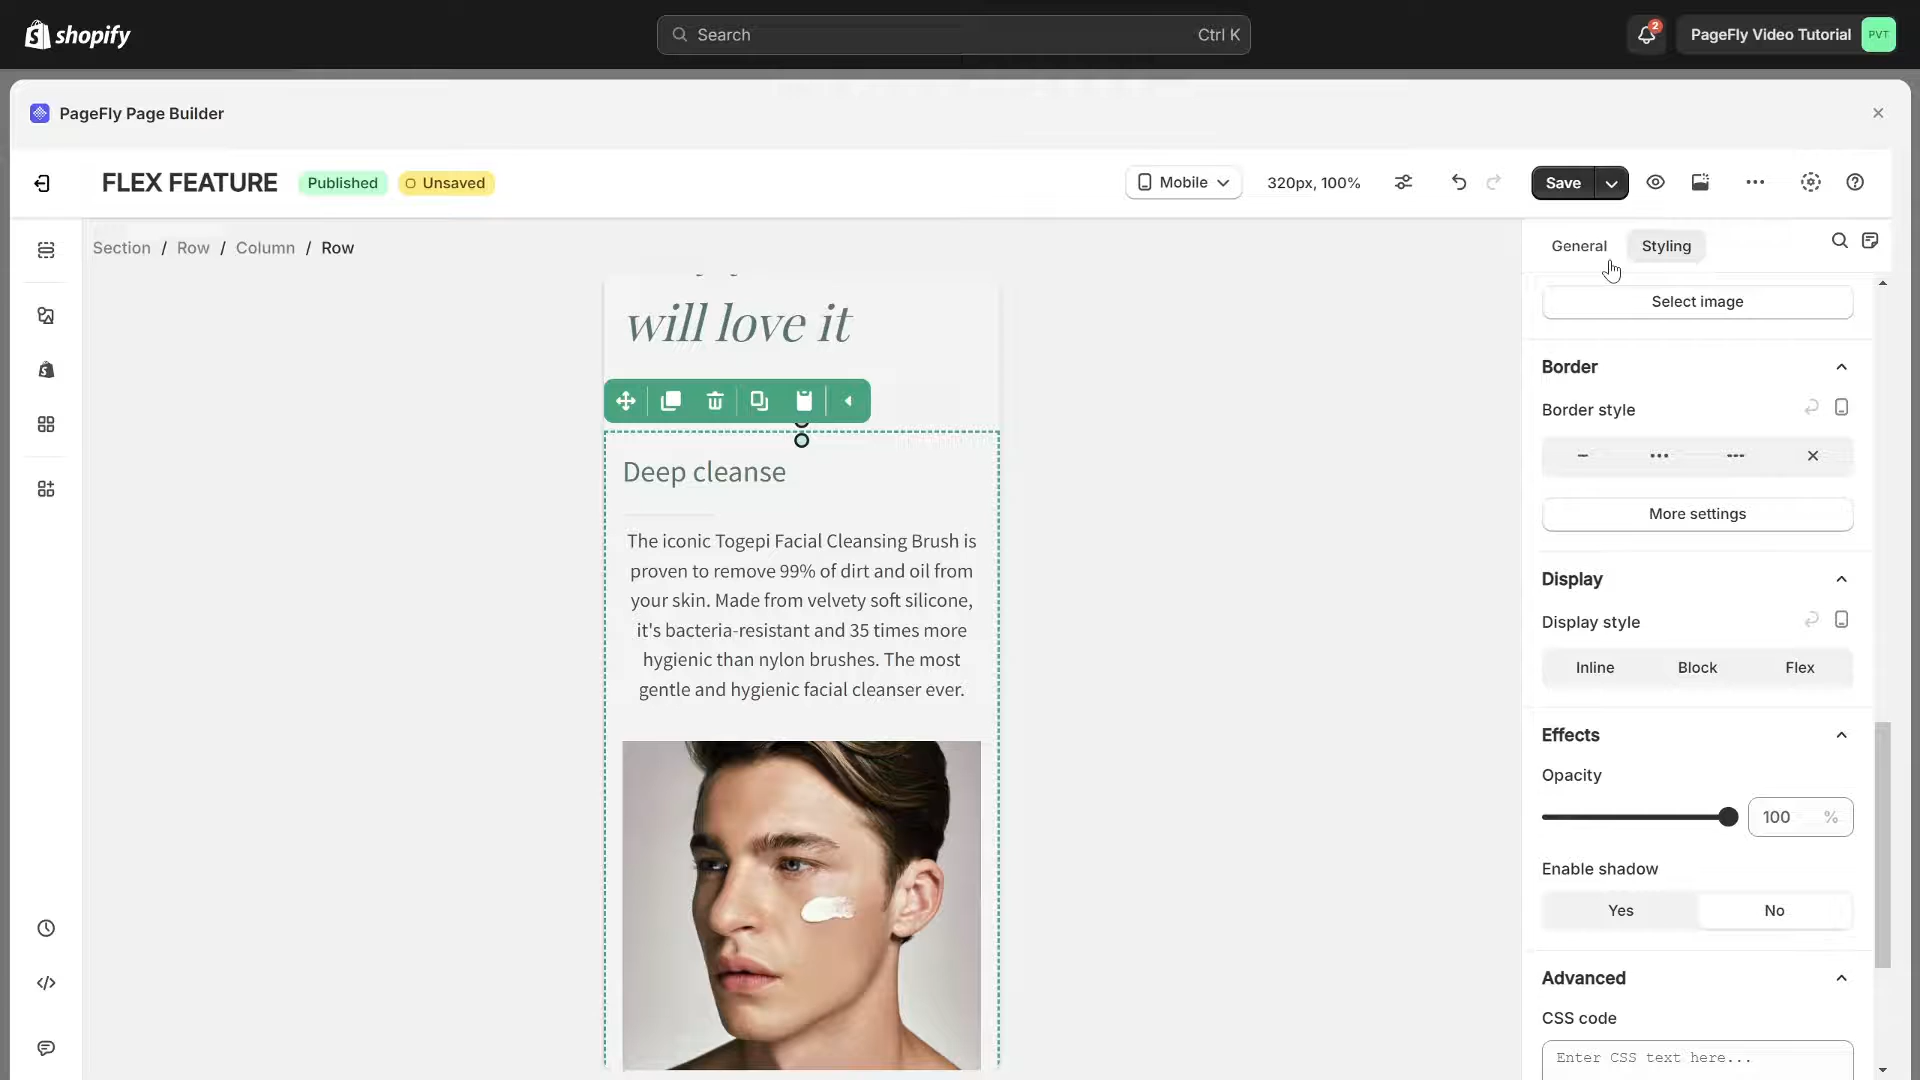 shopify
Search
Ctrl K
2
PageFly Video Tutorial
PVT
PageFly Page Builder
FLEX FEATURE
Published
Unsaved
Mobile
320px, 100%
Save
Section / Row / Column / Row
General
Styling
Select image
will love it
Border
Border style
Deep cleanse
More settings
The iconic Togepi Facial Cleansing Brush is
proven to remove 99% of dirt and oil from
your skin. Made from velvety soft silicone,
it's bacteria-resistant and 35 times more
hygienic than nylon brushes. The most
gentle and hygienic facial cleanser ever.
Display
Display style
Inline
Block
Flex
Effects
Opacity
100 %
Enable shadow
Yes
No
Advanced
CSS code
Enter CSS text here...